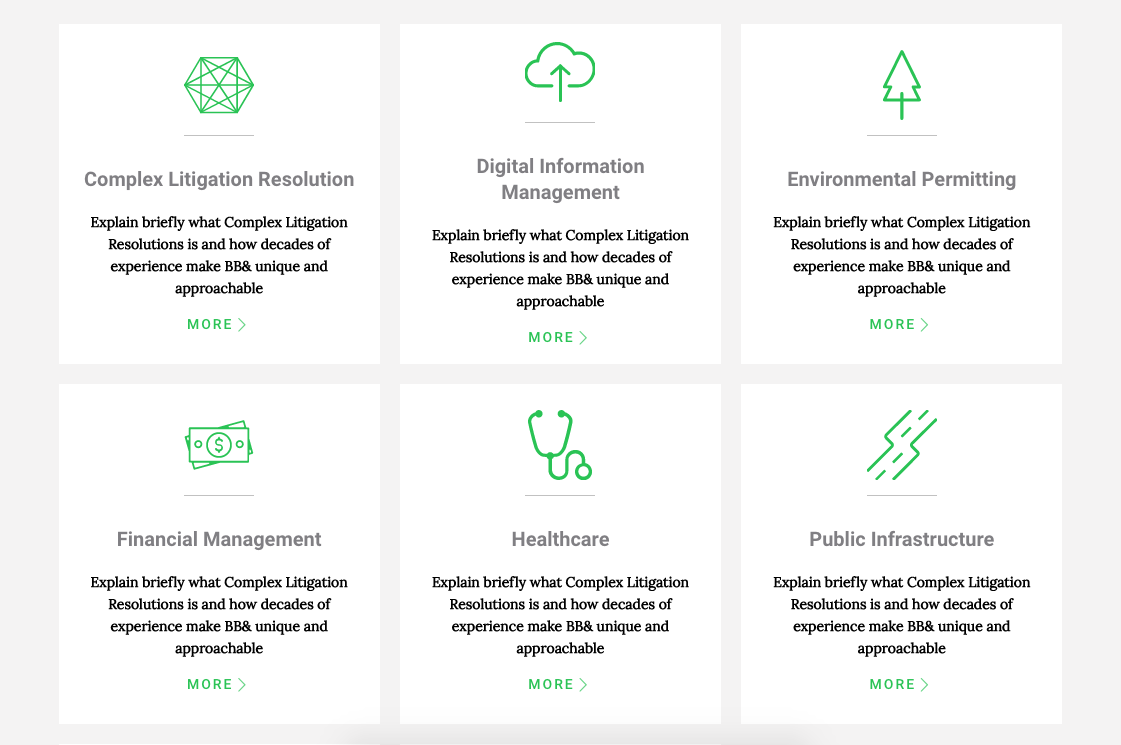 Complex Litigation Resolution
Explain briefly what Complex Litigation
Resolutions is and how decades of
experience make BB& unique and
approachable
MORE
Digital Information
Management
Explain briefly what Complex Litigation
Resolutions is and how decades of
experience make BB& unique and
approachable
MORE
Environmental Permitting
Explain briefly what Complex Litigation
Resolutions is and how decades of
experience make BB& unique and
approachable
MORE
$
Financial Management
Explain briefly what Complex Litigation
Resolutions is and how decades of
experience make BB& unique and
approachable
MORE
Healthcare
Explain briefly what Complex Litigation
Resolutions is and how decades of
experience make BB& unique and
approachable
MORE
Public Infrastructure
Explain briefly what Complex Litigation
Resolutions is and how decades of
experience make BB& unique and
approachable
MORE